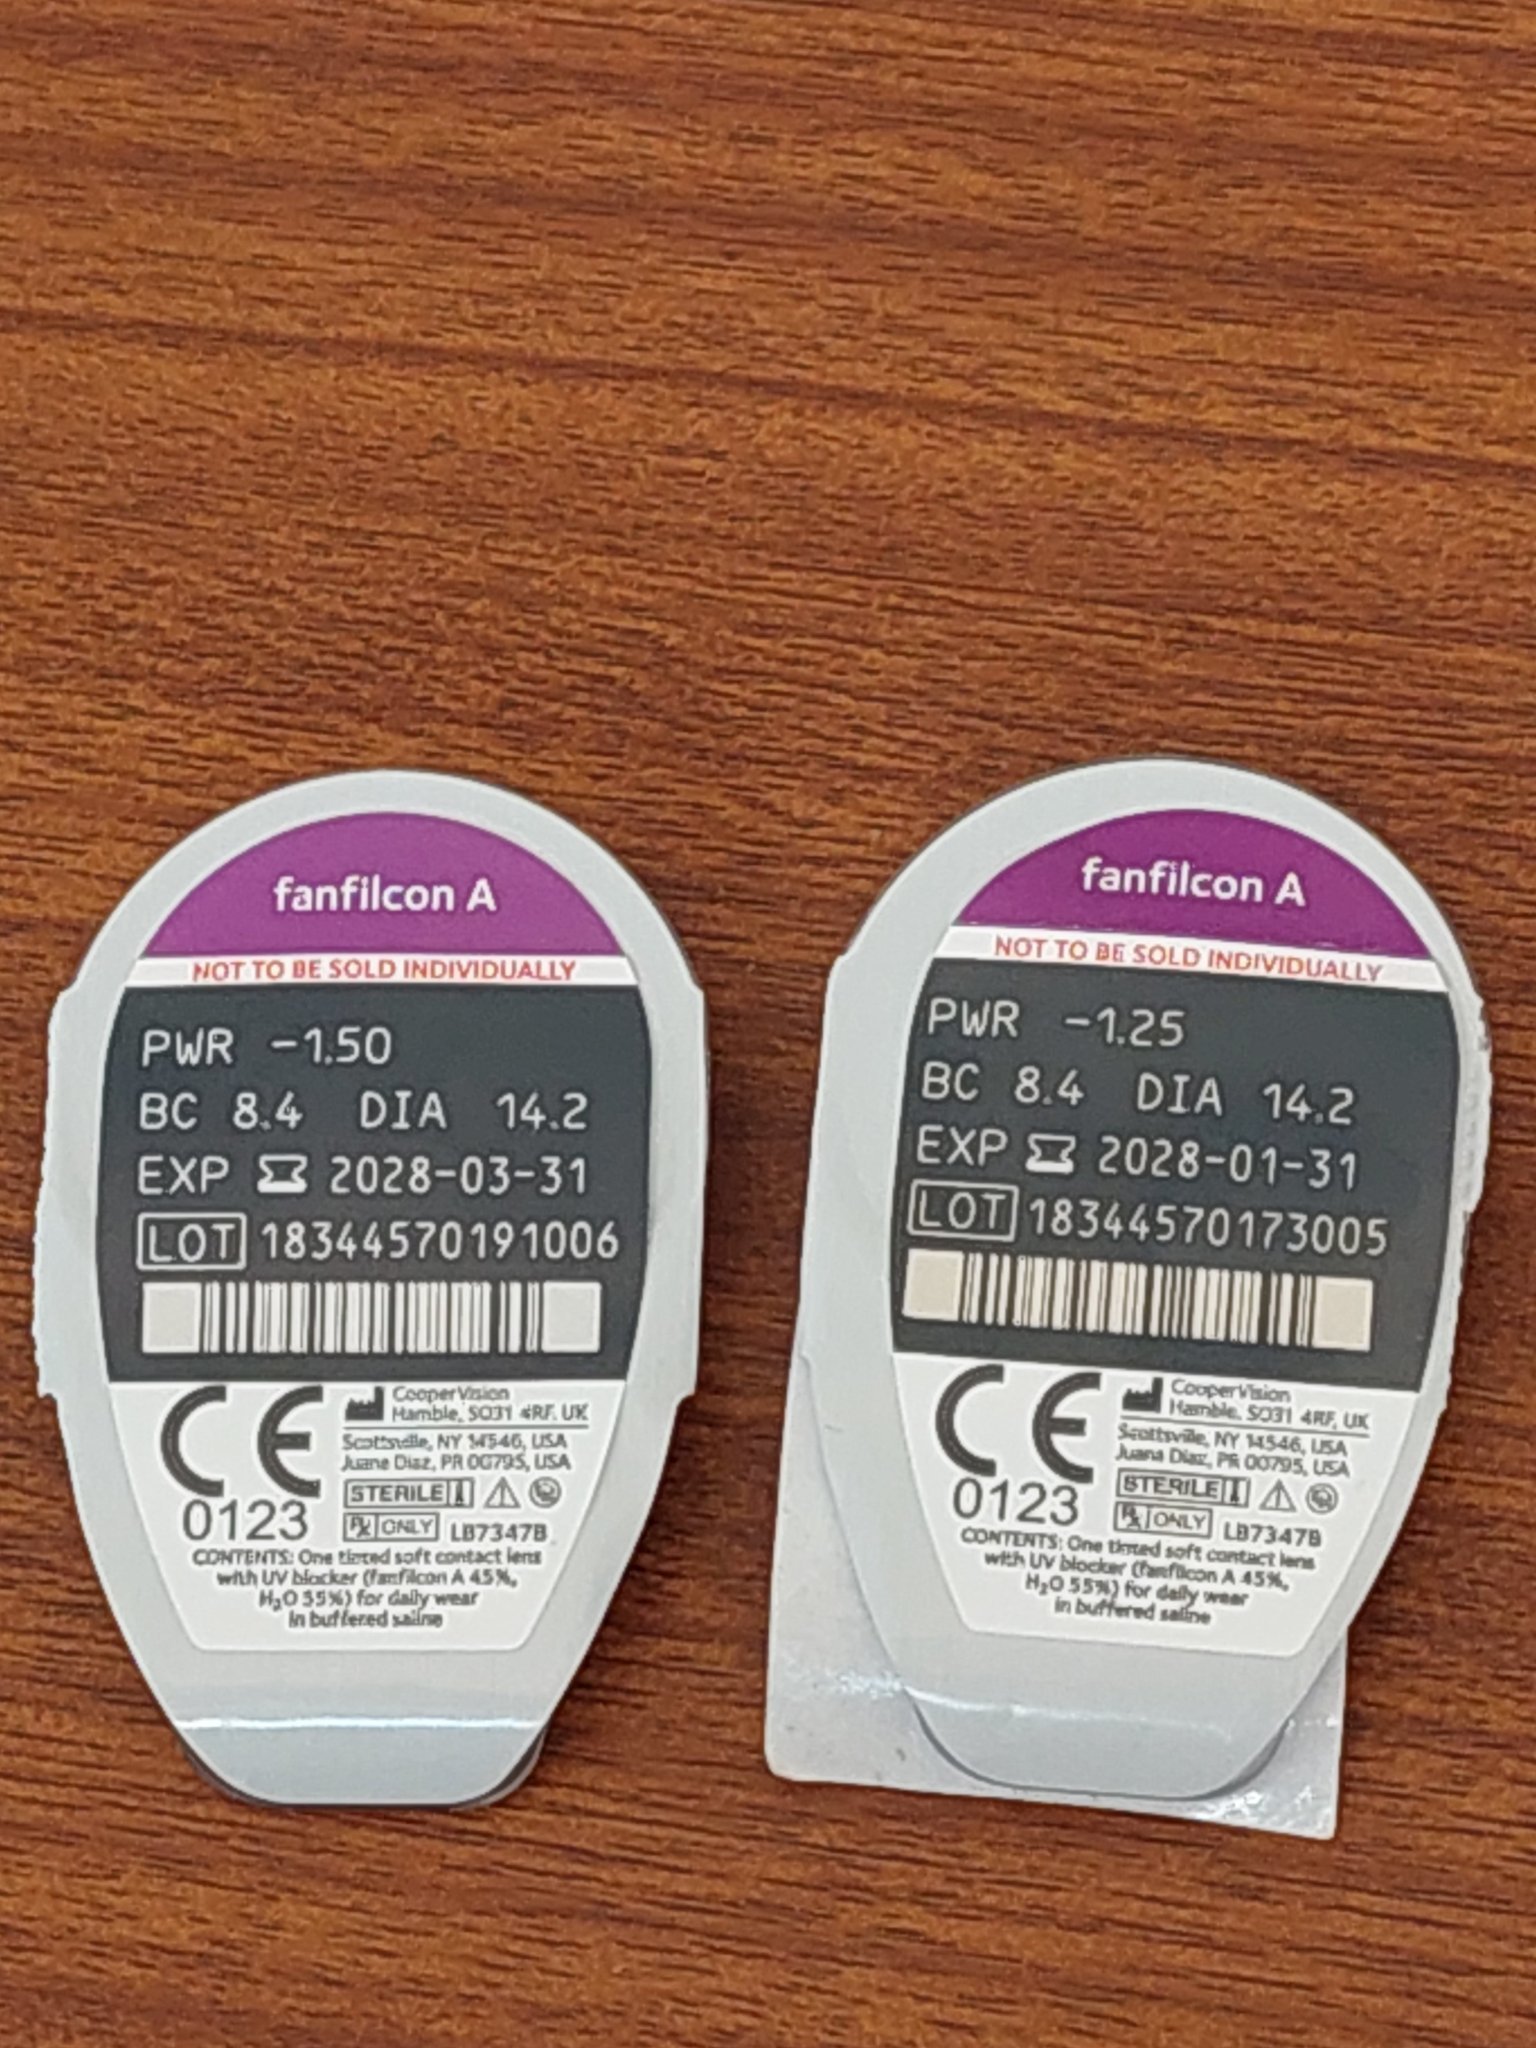 fanfilcon A
NOT TO BE SOLD INDIVIDUALLY
PWR -1.50
BC 8.4 DIA 14.2
EXP 2028-03-31
LOT 18344570191006
CE
0123
CooperVision
Hamble, SO31 4RF, UK
Scottsville, NY 14546, USA
Juana Diaz, PR 00795, USA
STERILE
Rx ONLY LB7347B
CONTENTS: One tinted soft contact lens
with UV blocker (fanfilcon A 45%,
H₂O 55%) for daily wear
in buffered saline
fanfilcon A
NOT TO BE SOLD INDIVIDUALLY
PWR -1.25
BC 8.4 DIA 14.2
EXP 2028-01-31
LOT 18344570173005
CE
0123
CooperVision
Hamble, SO31 4RF, UK
Scottsville, NY 14546, USA
Juana Diaz, PR 00795, USA
STERILE
Rx ONLY LB7347B
CONTENTS: One tinted soft contact lens
with UV blocker (fanfilcon A 45%,
H₂O 55%) for daily wear
in buffered saline